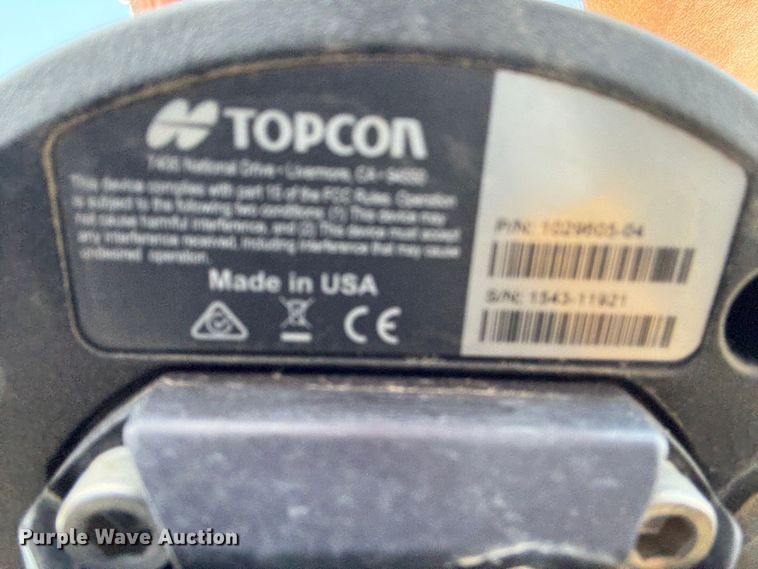 TOPCON
7400 National Drive • Livermore, CA • 94550
This device complies with part 15 of the FCC Rules. Operation
is subject to the following two conditions, (1) This device may
not cause harmful interference, and (2) This device must accept
any interference received, including interference that may cause
undesired operation.
Made in USA
CE
P/N: 1029605-04
S/N: 1543-11921
Purple Wave Auction